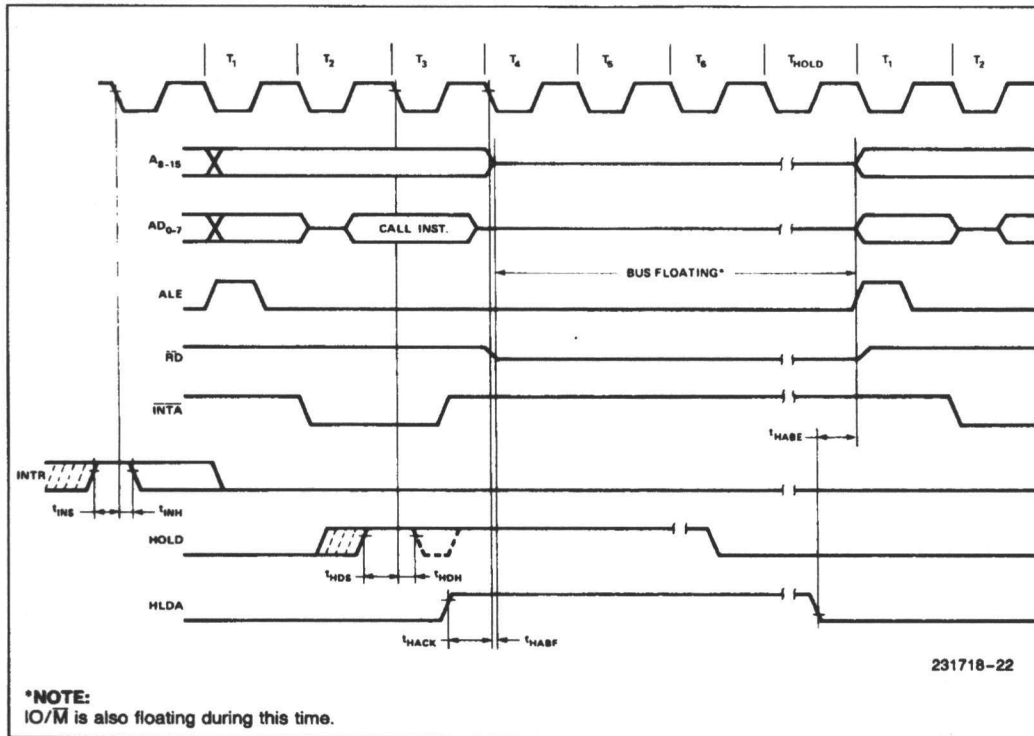 T1 T2 T3 T4 T5 T6 THOLD T1 T2
A8-15
AD0-7 CALL INST.
BUS FLOATING*
ALE
R̅D̅
I̅N̅T̅A̅
tHABE
INTR
tINS tINH
HOLD
tHDS tHDH
HLDA
tHACK tHABF
231718-22
*NOTE:
IO/M̅ is also floating during this time.